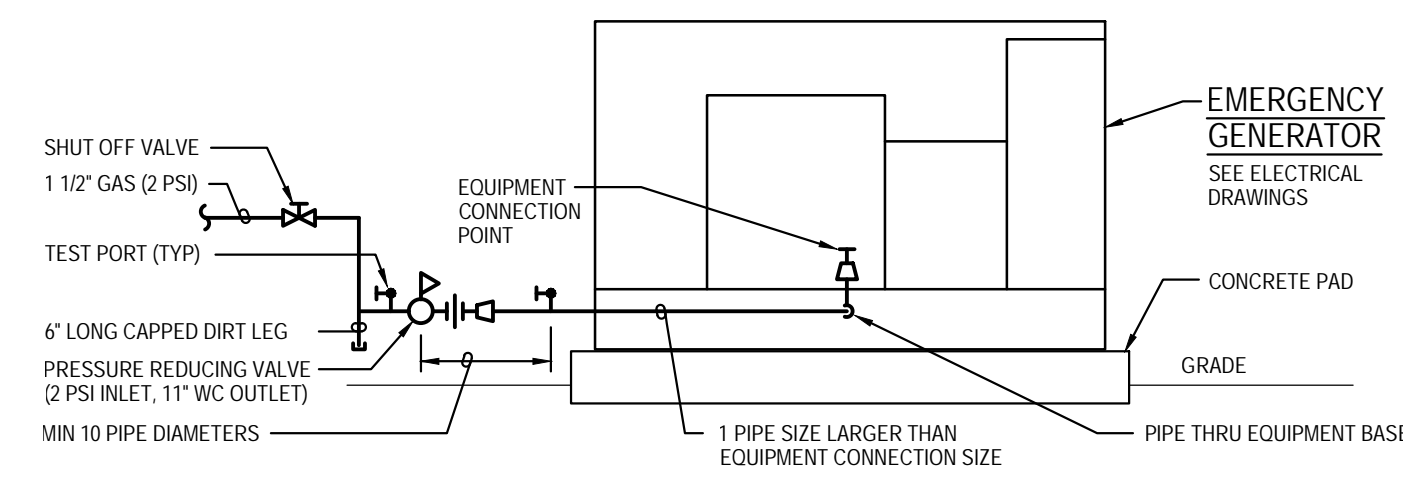 SHUT OFF VALVE
1 1/2" GAS (2 PSI)
TEST PORT (TYP)
6" LONG CAPPED DIRT LEG
PRESSURE REDUCING VALVE
(2 PSI INLET, 11" WC OUTLET)
MIN 10 PIPE DIAMETERS
EQUIPMENT
CONNECTION
POINT
EMERGENCY
GENERATOR
SEE ELECTRICAL
DRAWINGS
CONCRETE PAD
GRADE
1 PIPE SIZE LARGER THAN
EQUIPMENT CONNECTION SIZE
PIPE THRU EQUIPMENT BASE